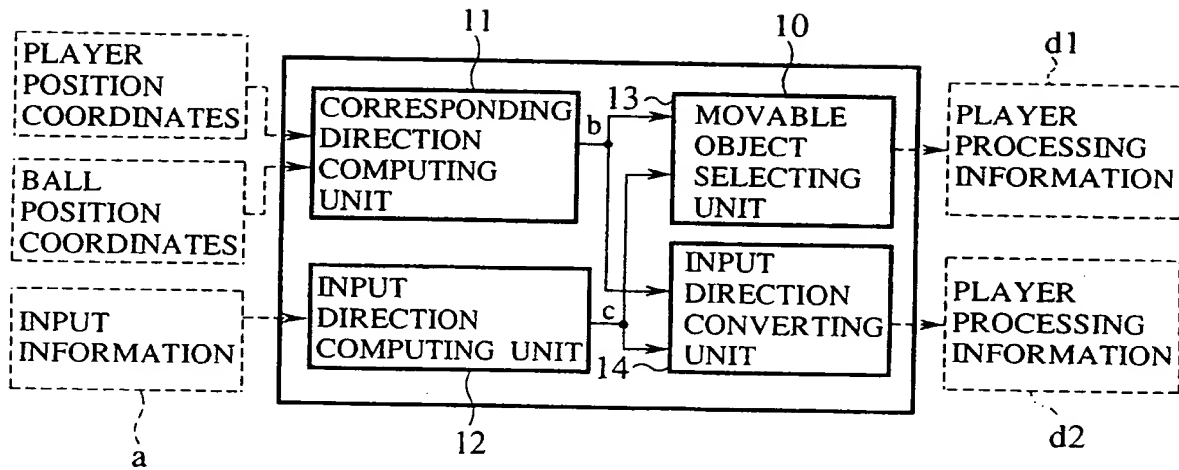 11
10
d1
PLAYER
POSITION
COORDINATES
CORRESPONDING
DIRECTION
COMPUTING
UNIT
b
13
MOVABLE
OBJECT
SELECTING
UNIT
PLAYER
PROCESSING
INFORMATION
BALL
POSITION
COORDINATES
INPUT
INFORMATION
INPUT
DIRECTION
COMPUTING UNIT
c
14
INPUT
DIRECTION
CONVERTING
UNIT
PLAYER
PROCESSING
INFORMATION
a
12
d2